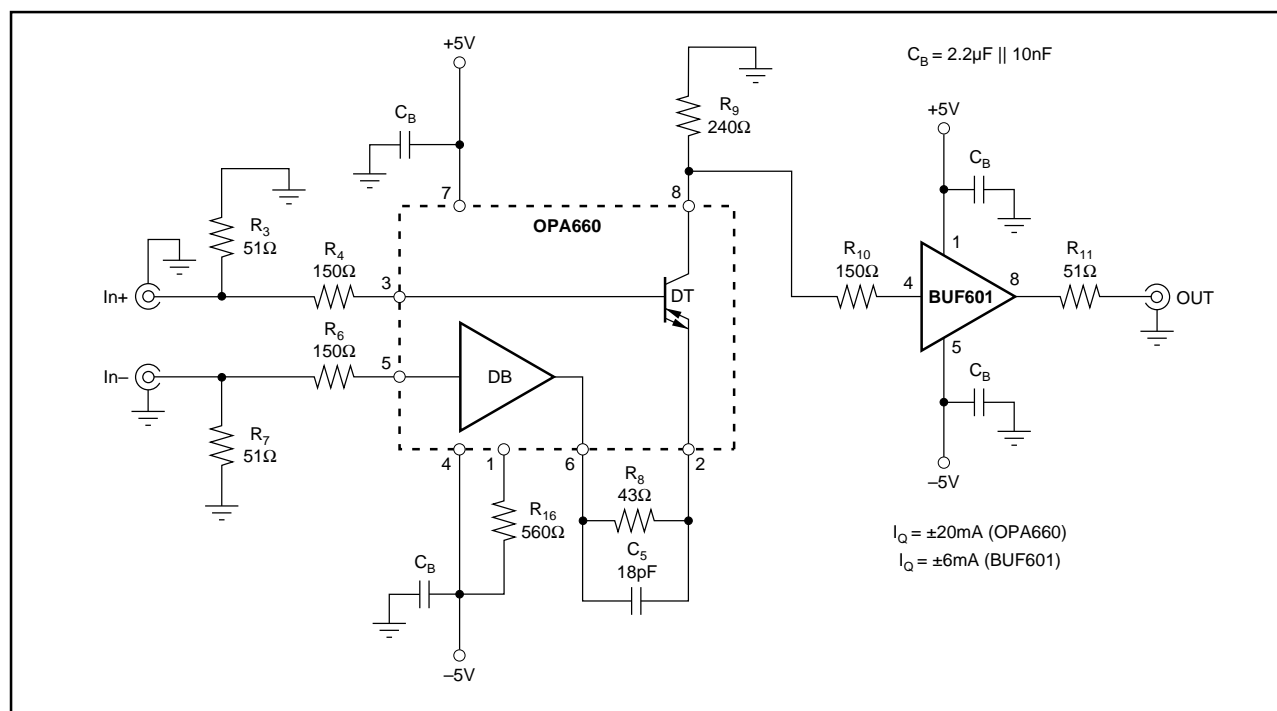 +5V
C_B = 2.2µF || 10nF
C_B
R_9
240Ω
+5V
C_B
7
8
OPA660
R_3
51Ω
R_4
150Ω
3
In+
DT
R_10
150Ω
4
1
BUF601
8
R_11
51Ω
OUT
5
In–
R_6
150Ω
5
DB
C_B
R_7
51Ω
4
1
6
2
–5V
R_16
560Ω
R_8
43Ω
C_5
18pF
C_B
–5V
I_Q = ±20mA (OPA660)
I_Q = ±6mA (BUF601)